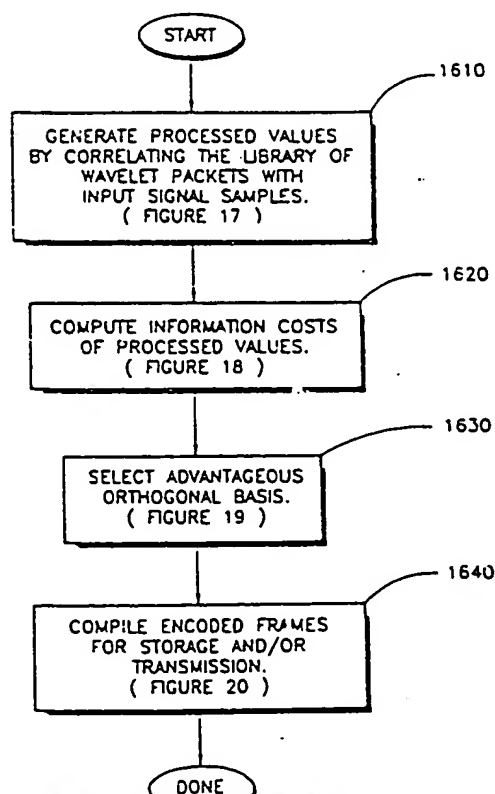 START
1610
GENERATE PROCESSED VALUES
BY CORRELATING THE LIBRARY OF
WAVELET PACKETS WITH
INPUT SIGNAL SAMPLES.
( FIGURE 17 )
1620
COMPUTE INFORMATION COSTS
OF PROCESSED VALUES.
( FIGURE 18 )
1630
SELECT ADVANTAGEOUS
ORTHOGONAL BASIS.
( FIGURE 19 )
1640
COMPILE ENCODED FRAMES
FOR STORAGE AND/OR
TRANSMISSION.
( FIGURE 20 )
DONE